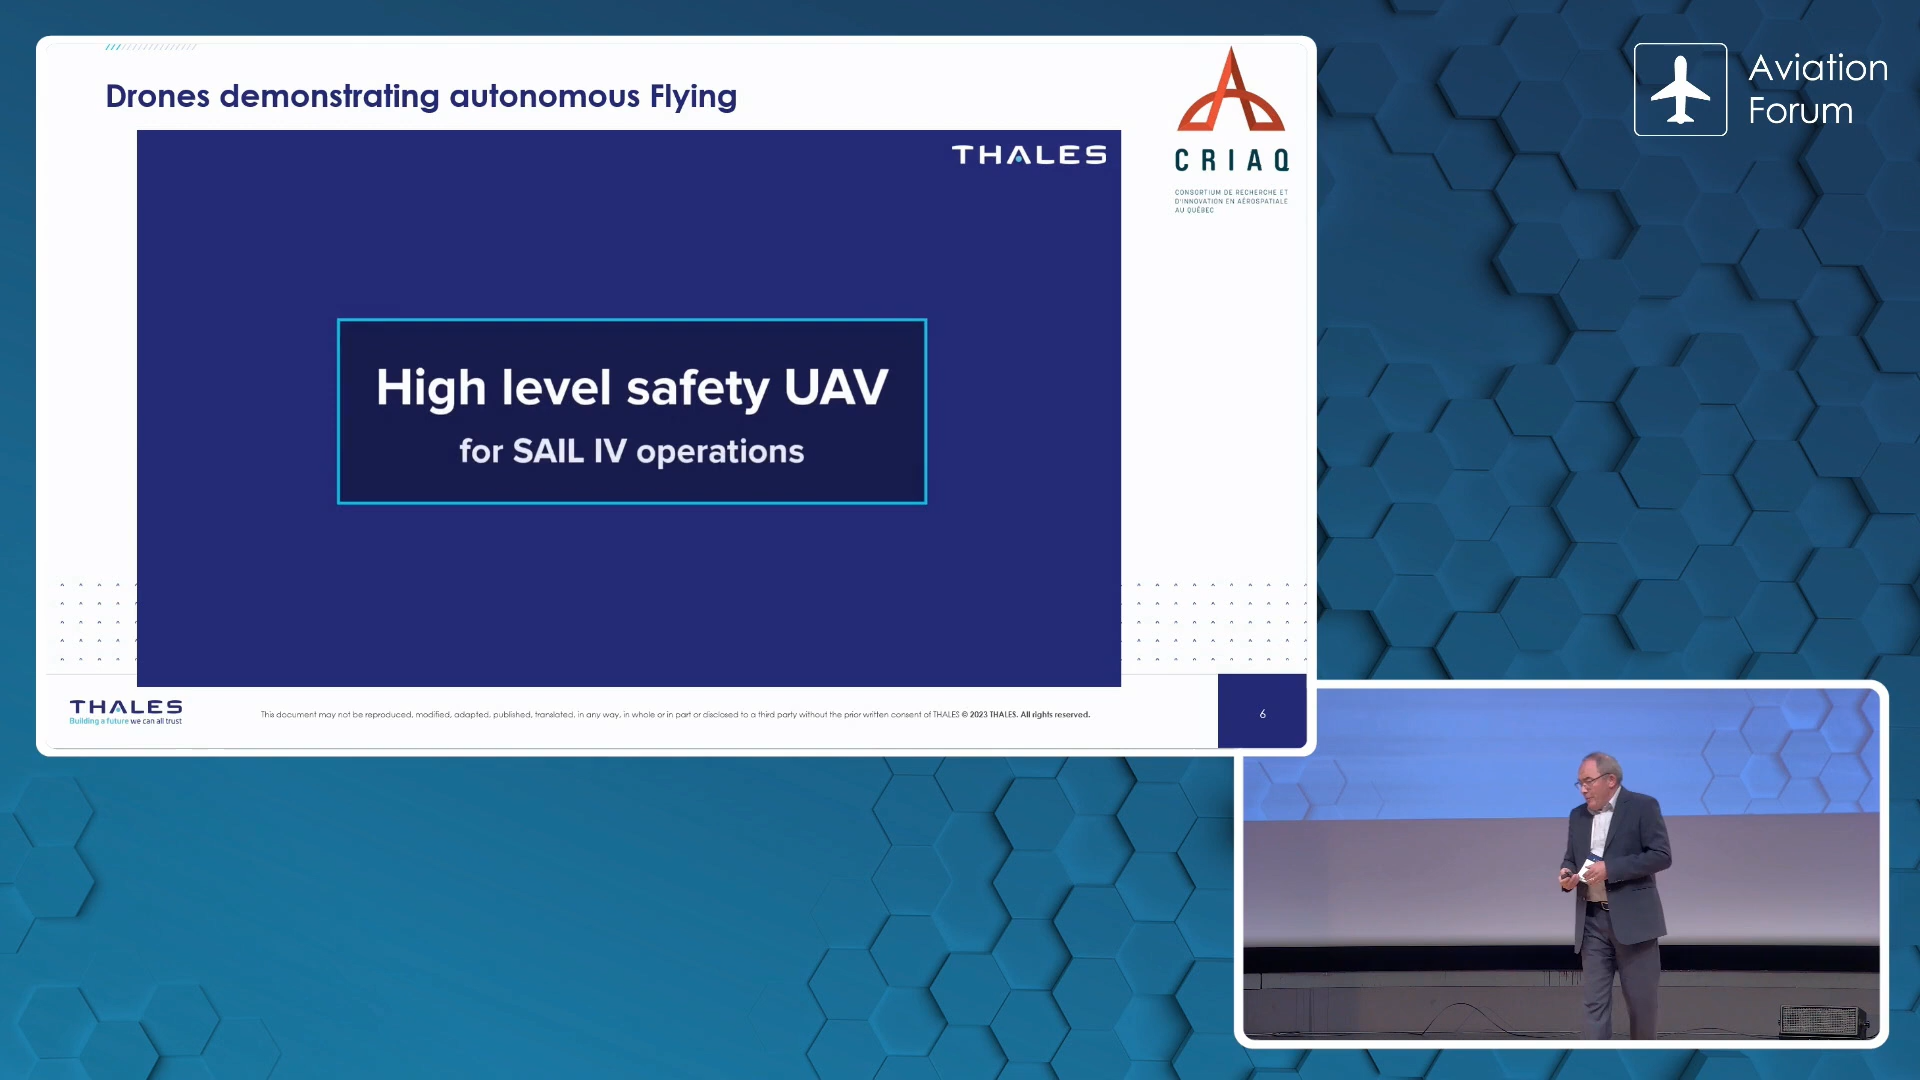 Drones demonstrating autonomous Flying
THALES
High level safety UAV
for SAIL IV operations
CRIAQ
CONSORTIUM DE RECHERCHE ET
D'INNOVATION EN AÉROSPATIALE
AU QUÉBEC
THALES
Building a future we can all trust
This document may not be reproduced, modified, adapted, published, translated, in any way, in whole or in part or disclosed to a third party without the prior written consent of THALES © 2023 THALES. All rights reserved.
6
Aviation
Forum